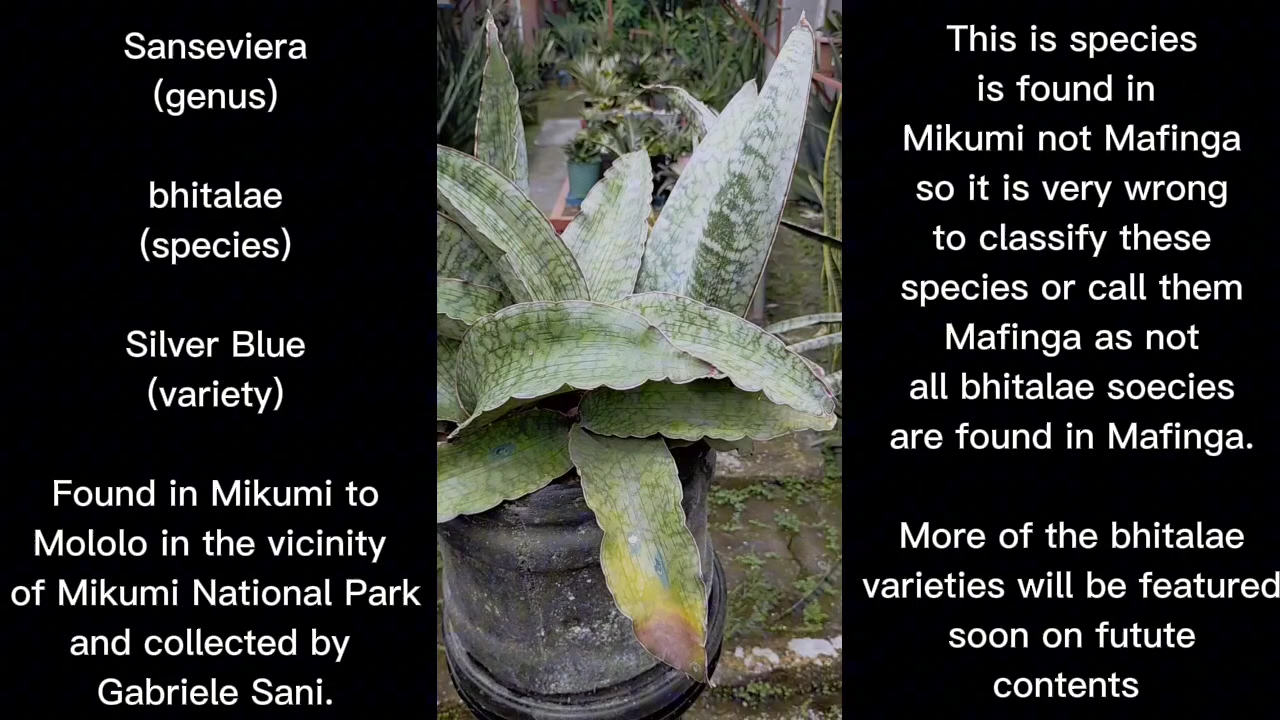 Sanseviera
(genus)
bhitalae
(species)
Silver Blue
(variety)
Found in Mikumi to
Mololo in the vicinity
of Mikumi National Park
and collected by
Gabriele Sani.
This is species
is found in
Mikumi not Mafinga
so it is very wrong
to classify these
species or call them
Mafinga as not
all bhitalae soecies
are found in Mafinga.
More of the bhitalae
varieties will be featured
soon on futute
contents